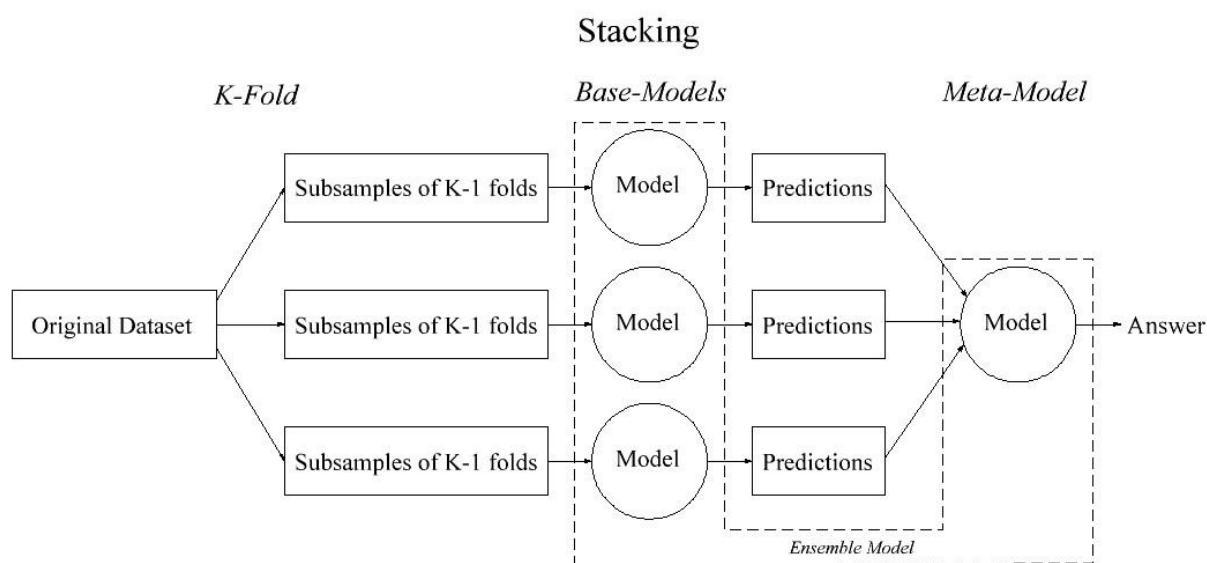 Stacking
K-Fold
Base-Models
Meta-Model
Subsamples of K-1 folds
Model
Predictions
Original Dataset
Subsamples of K-1 folds
Model
Predictions
Model
Answer
Subsamples of K-1 folds
Model
Predictions
Ensemble Model